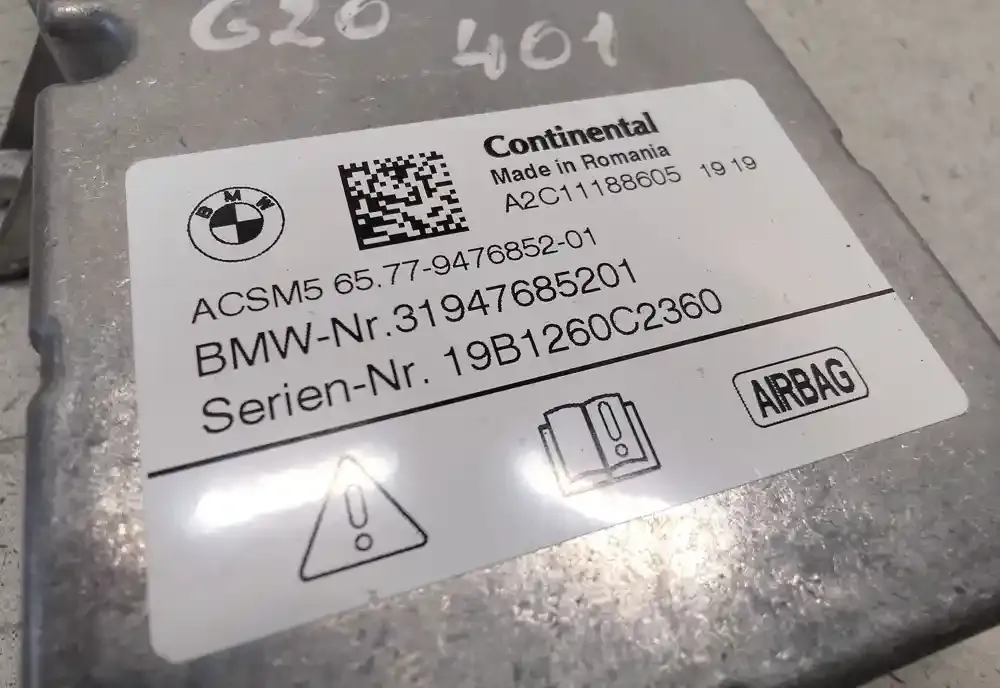 G20
401
Continental
Made in Romania
A2C11188605 19 19
BMW
ACSM5 65.77-9476852-01
BMW-Nr.31947685201
Serien-Nr. 19B1260C2360
AIRBAG